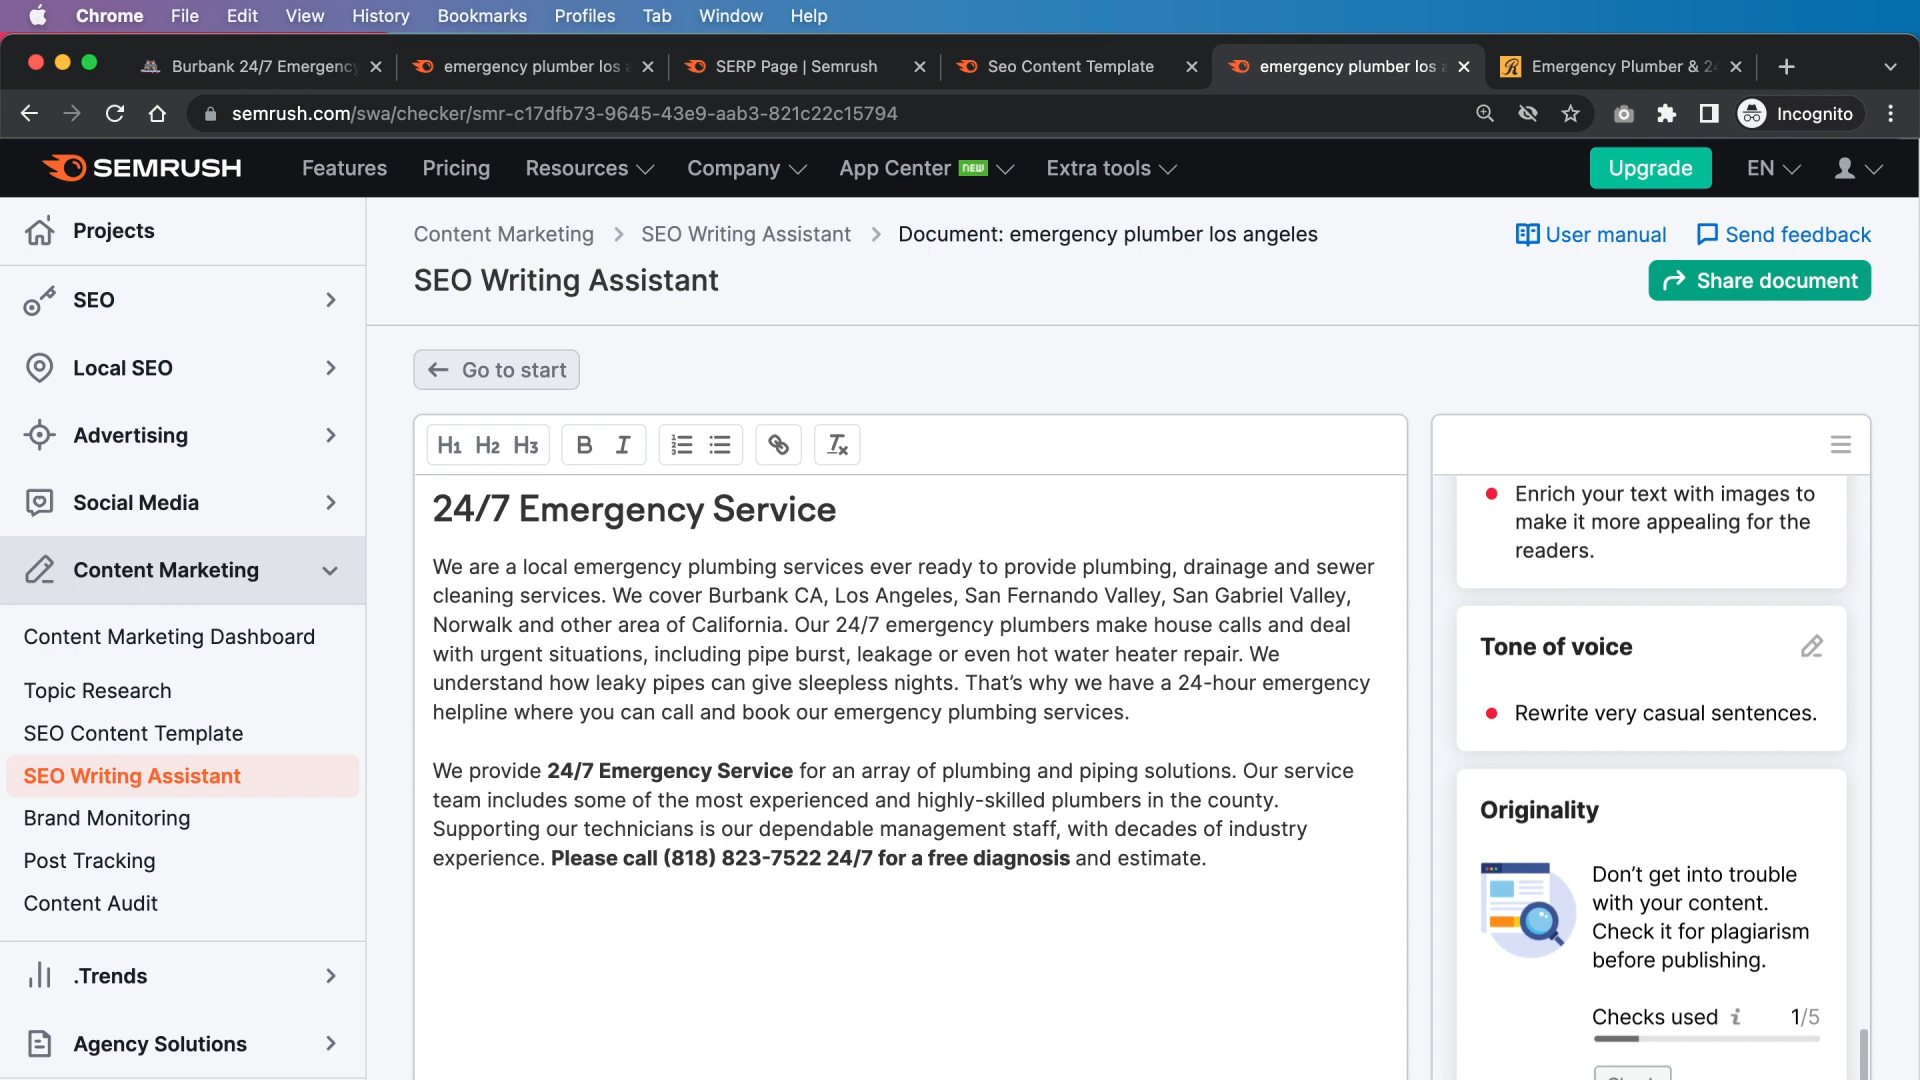 Chrome File Edit View History Bookmarks Profiles Tab Window Help
Burbank 24/7 Emergency
emergency plumber los a
SERP Page | Semrush
Seo Content Template
emergency plumber los a
Emergency Plumber & 24
semrush.com/swa/checker/smr-c17dfb73-9645-43e9-aab3-821c22c15794
Incognito
SEMRUSH
Features Pricing Resources Company App Center new Extra tools
Upgrade
EN
Projects
SEO
Local SEO
Advertising
Social Media
Content Marketing
Content Marketing Dashboard
Topic Research
SEO Content Template
SEO Writing Assistant
Brand Monitoring
Post Tracking
Content Audit
.Trends
Agency Solutions
Content Marketing > SEO Writing Assistant > Document: emergency plumber los angeles
User manual
Send feedback
SEO Writing Assistant
Share document
Go to start
H1 H2 H3 B I
24/7 Emergency Service
We are a local emergency plumbing services ever ready to provide plumbing, drainage and sewer
cleaning services. We cover Burbank CA, Los Angeles, San Fernando Valley, San Gabriel Valley,
Norwalk and other area of California. Our 24/7 emergency plumbers make house calls and deal
with urgent situations, including pipe burst, leakage or even hot water heater repair. We
understand how leaky pipes can give sleepless nights. That’s why we have a 24-hour emergency
helpline where you can call and book our emergency plumbing services.
We provide 24/7 Emergency Service for an array of plumbing and piping solutions. Our service
team includes some of the most experienced and highly-skilled plumbers in the county.
Supporting our technicians is our dependable management staff, with decades of industry
experience. Please call (818) 823-7522 24/7 for a free diagnosis and estimate.
Enrich your text with images to
make it more appealing for the
readers.
Tone of voice
Rewrite very casual sentences.
Originality
Don’t get into trouble
with your content.
Check it for plagiarism
before publishing.
Checks used i 1/5